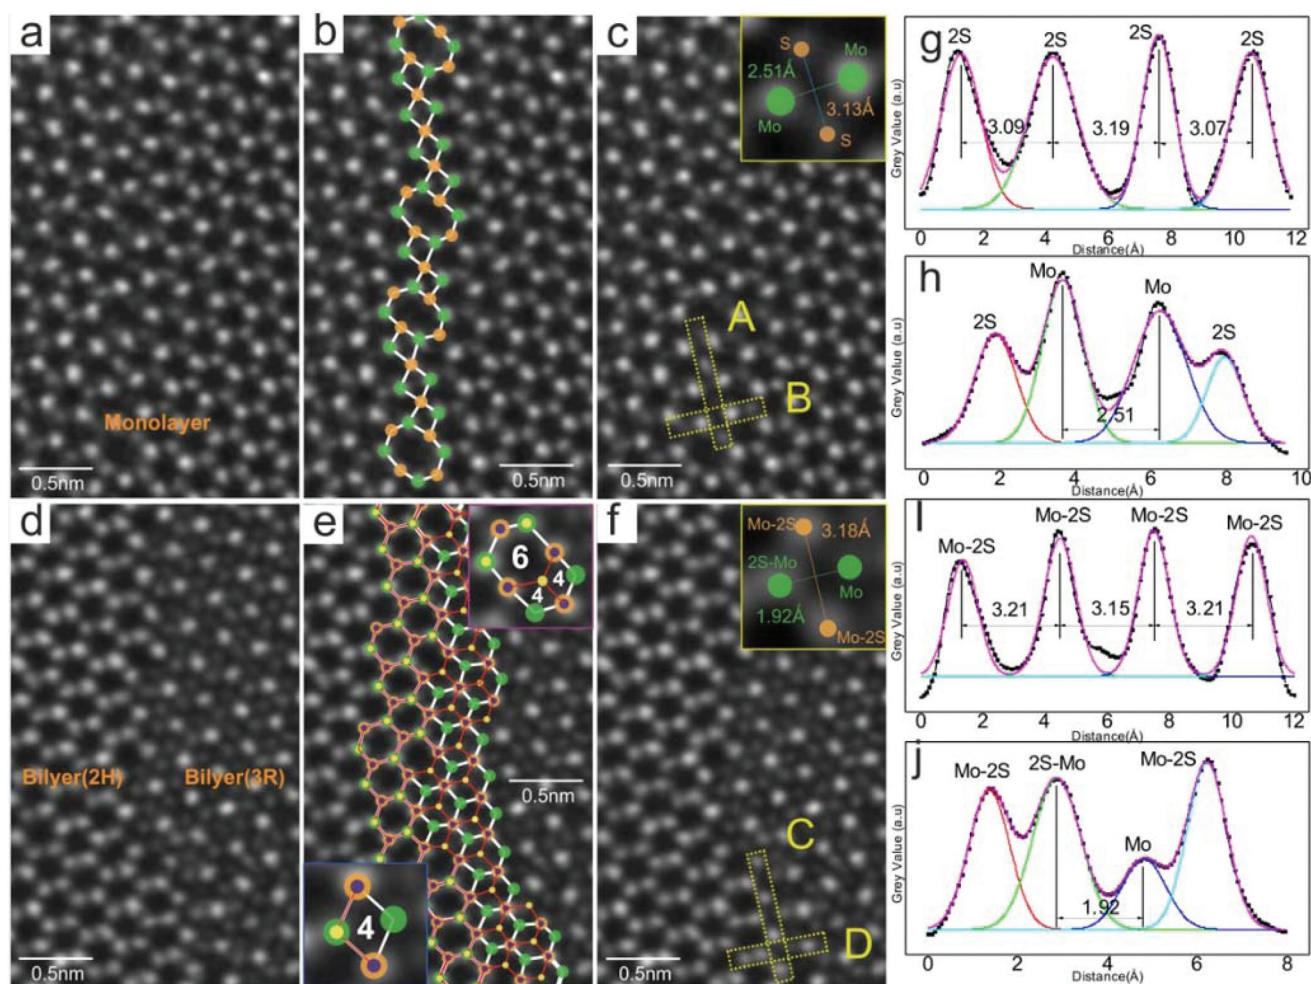 a
Monolayer
0.5nm
b
0.5nm
c
S
Mo
2.51Å
3.13Å
Mo
S
A
B
0.5nm
g
2S
2S
2S
2S
3.09
3.19
3.07
Grey Value (a.u)
0 2 4 6 8 10 12
Distance(Å)
h
2S
Mo
Mo
2S
2.51
Grey Value (a.u)
0 2 4 6 8 10
Distance(Å)
d
Bilyer(2H)
Bilyer(3R)
0.5nm
e
6
4
4
0.5nm
4
f
Mo-2S
3.18Å
2S-Mo
Mo
1.92Å
Mo-2S
C
D
0.5nm
I
Mo-2S
Mo-2S
Mo-2S
Mo-2S
3.21
3.15
3.21
Grey Value (a.u)
0 2 4 6 8 10 12
Distance(Å)
j
Mo-2S
2S-Mo
Mo
Mo-2S
1.92
Grey Value (a.u)
0 2 4 6 8
Distance(Å)